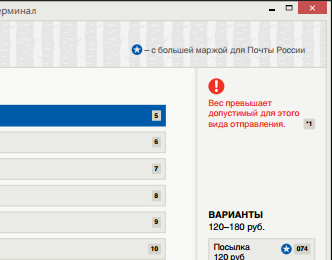 ерминал
– с большей маржой для Почты России
5
Вес превышает
допустимый для этого
вида отправления. *1
6
7
8
9
ВАРИАНТЫ
120–180 руб.
10
Посылка 074
120 руб